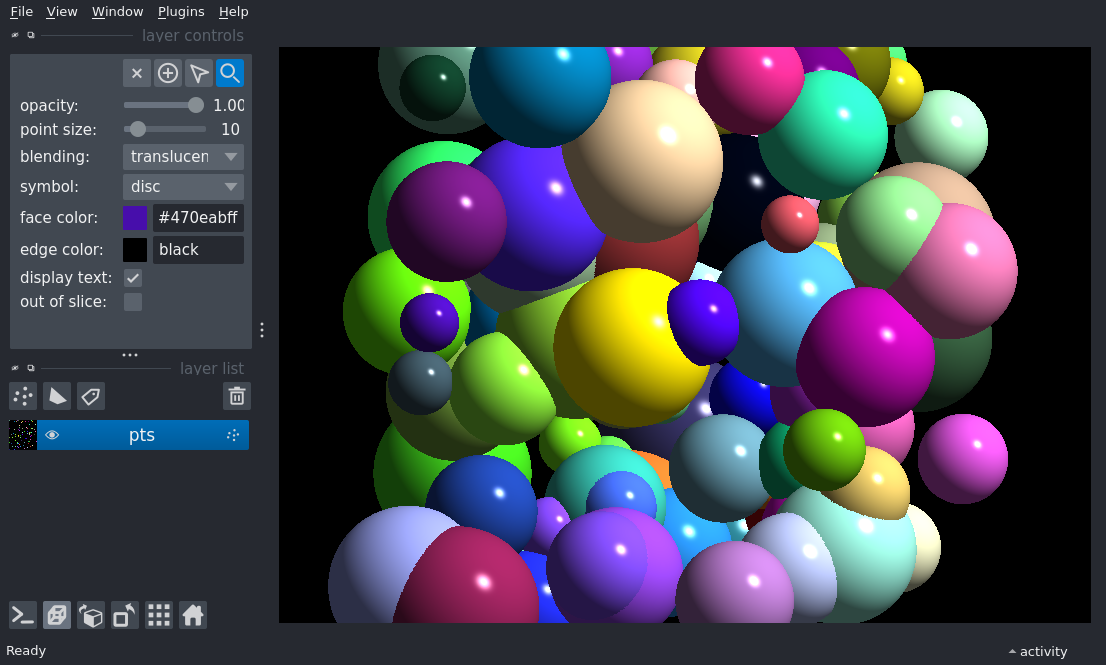 File View Window Plugins Help
layer controls
opacity: 1.00
point size: 10
blending: translucen
symbol: disc
face color: #470eabff
edge color: black
display text:
out of slice:
layer list
pts
Ready
activity